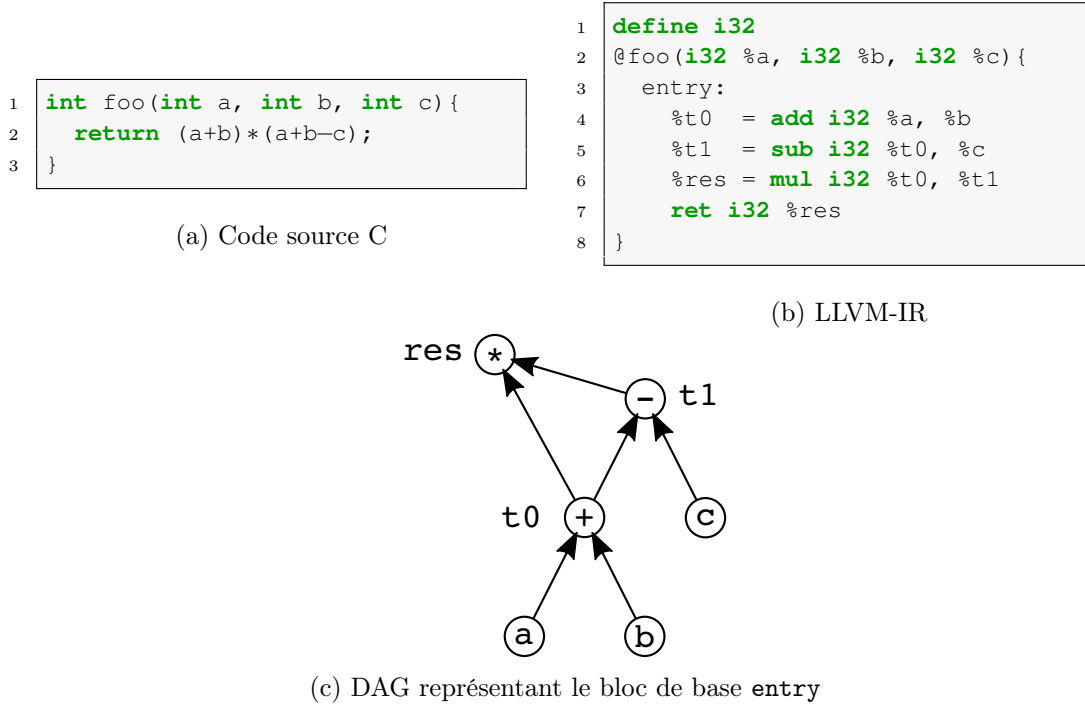 1 int foo(int a, int b, int c){
2   return (a+b)*(a+b−c);
3 }
(a) Code source C
1 define i32
2 @foo(i32 %a, i32 %b, i32 %c){
3   entry:
4     %t0  = add i32 %a, %b
5     %t1  = sub i32 %t0, %c
6     %res = mul i32 %t0, %t1
7     ret i32 %res
8 }
(b) LLVM-IR
res *
- t1
t0 +
c
a
b
(c) DAG représentant le bloc de base entry